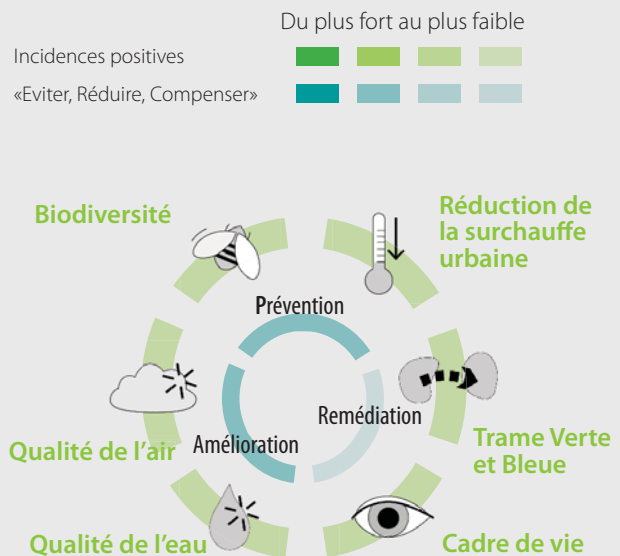 Du plus fort au plus faible
Incidences positives
«Eviter, Réduire, Compenser»
Biodiversité
Réduction de
la surchauffe
urbaine
Prévention
Remédiation
Amélioration
Qualité de l'air
Trame Verte
et Bleue
Qualité de l'eau
Cadre de vie